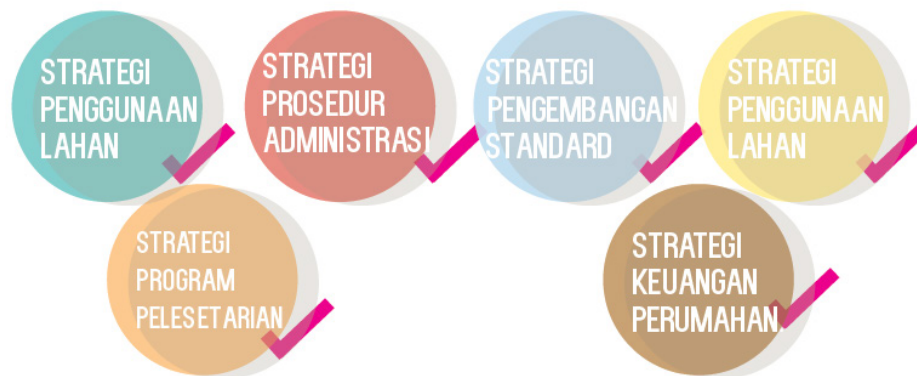 STRATEGI
PENGGUNAAN
LAHAN
STRATEGI
PROSEDUR
ADMINISTRASI
STRATEGI
PENGEMBANGAN
STANDARD
STRATEGI
PENGGUNAAN
LAHAN
STRATEGI
PROGRAM
PELESETARIAN
STRATEGI
KEUANGAN
PERUMAHAN